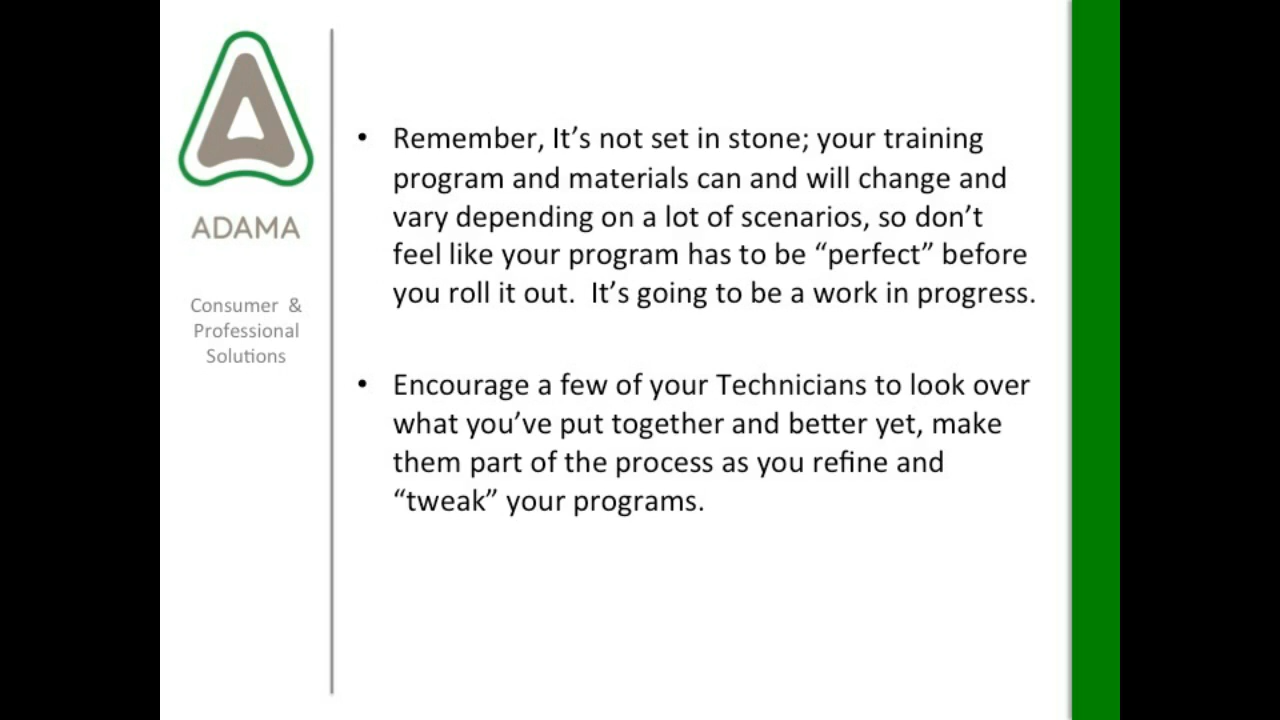 ADAMA
Consumer &
Professional
Solutions
• Remember, It’s not set in stone; your training
program and materials can and will change and
vary depending on a lot of scenarios, so don’t
feel like your program has to be “perfect” before
you roll it out.  It’s going to be a work in progress.
• Encourage a few of your Technicians to look over
what you’ve put together and better yet, make
them part of the process as you refine and
“tweak” your programs.